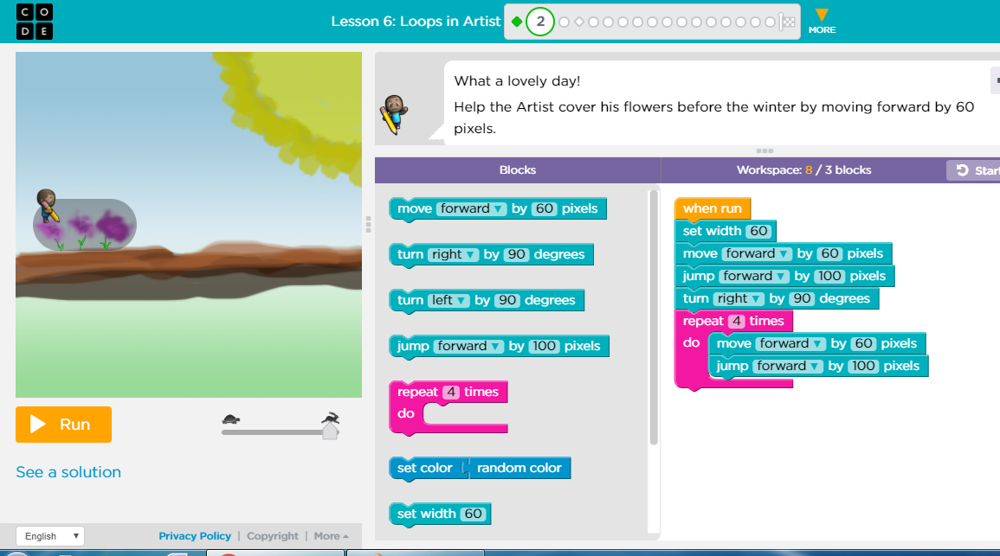 C O
D E
Lesson 6: Loops in Artist
2
MORE
What a lovely day!
Help the Artist cover his flowers before the winter by moving forward by 60
pixels.
Blocks
Workspace: 8 / 3 blocks
Start
move forward ▼ by 60 pixels
turn right ▼ by 90 degrees
turn left ▼ by 90 degrees
jump forward ▼ by 100 pixels
repeat 4 times
do
set color random color
set width 60
when run
set width 60
move forward ▼ by 60 pixels
jump forward ▼ by 100 pixels
turn right ▼ by 90 degrees
repeat 4 times
do move forward ▼ by 60 pixels
jump forward ▼ by 100 pixels
Run
See a solution
English ▼
Privacy Policy | Copyright | More